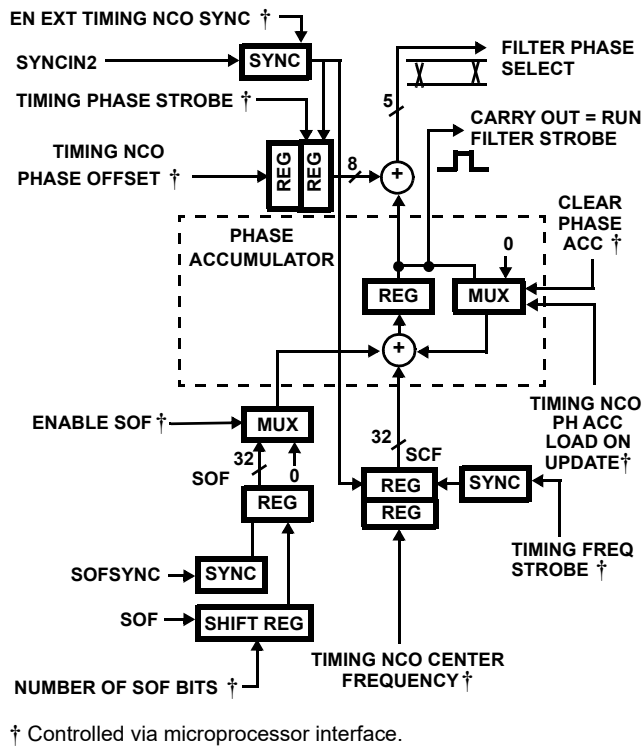 EN EXT TIMING NCO SYNC †
SYNCIN2
SYNC
TIMING PHASE STROBE †
TIMING NCO
PHASE OFFSET †
REG
REG
8
5
+
FILTER PHASE
SELECT
CARRY OUT = RUN
FILTER STROBE
CLEAR
PHASE
ACC †
PHASE
ACCUMULATOR
0
REG
MUX
+
TIMING NCO
PH ACC
LOAD ON
UPDATE†
ENABLE SOF †
MUX
32
0
SOF
REG
32
SCF
REG
REG
SYNC
TIMING FREQ
STROBE †
SOFSYNC
SYNC
SOF
SHIFT REG
NUMBER OF SOF BITS †
TIMING NCO CENTER
FREQUENCY †
† Controlled via microprocessor interface.